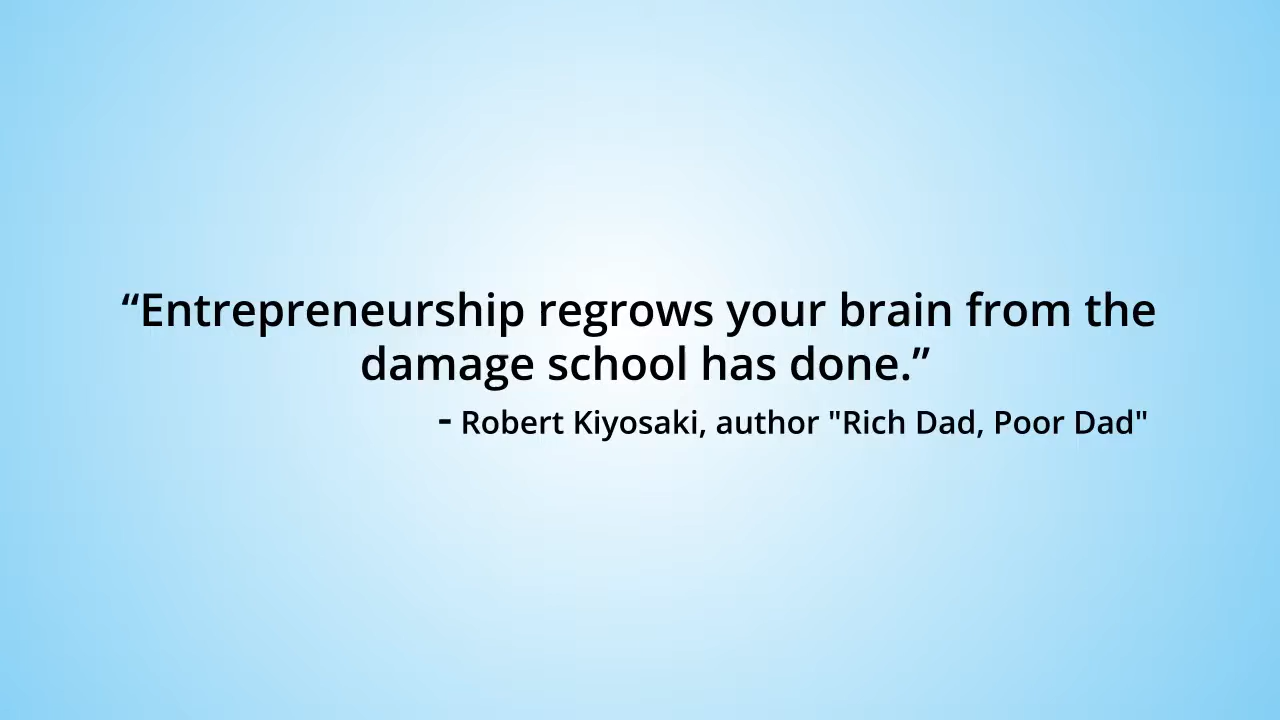 “Entrepreneurship regrows your brain from the
damage school has done.”
- Robert Kiyosaki, author "Rich Dad, Poor Dad"